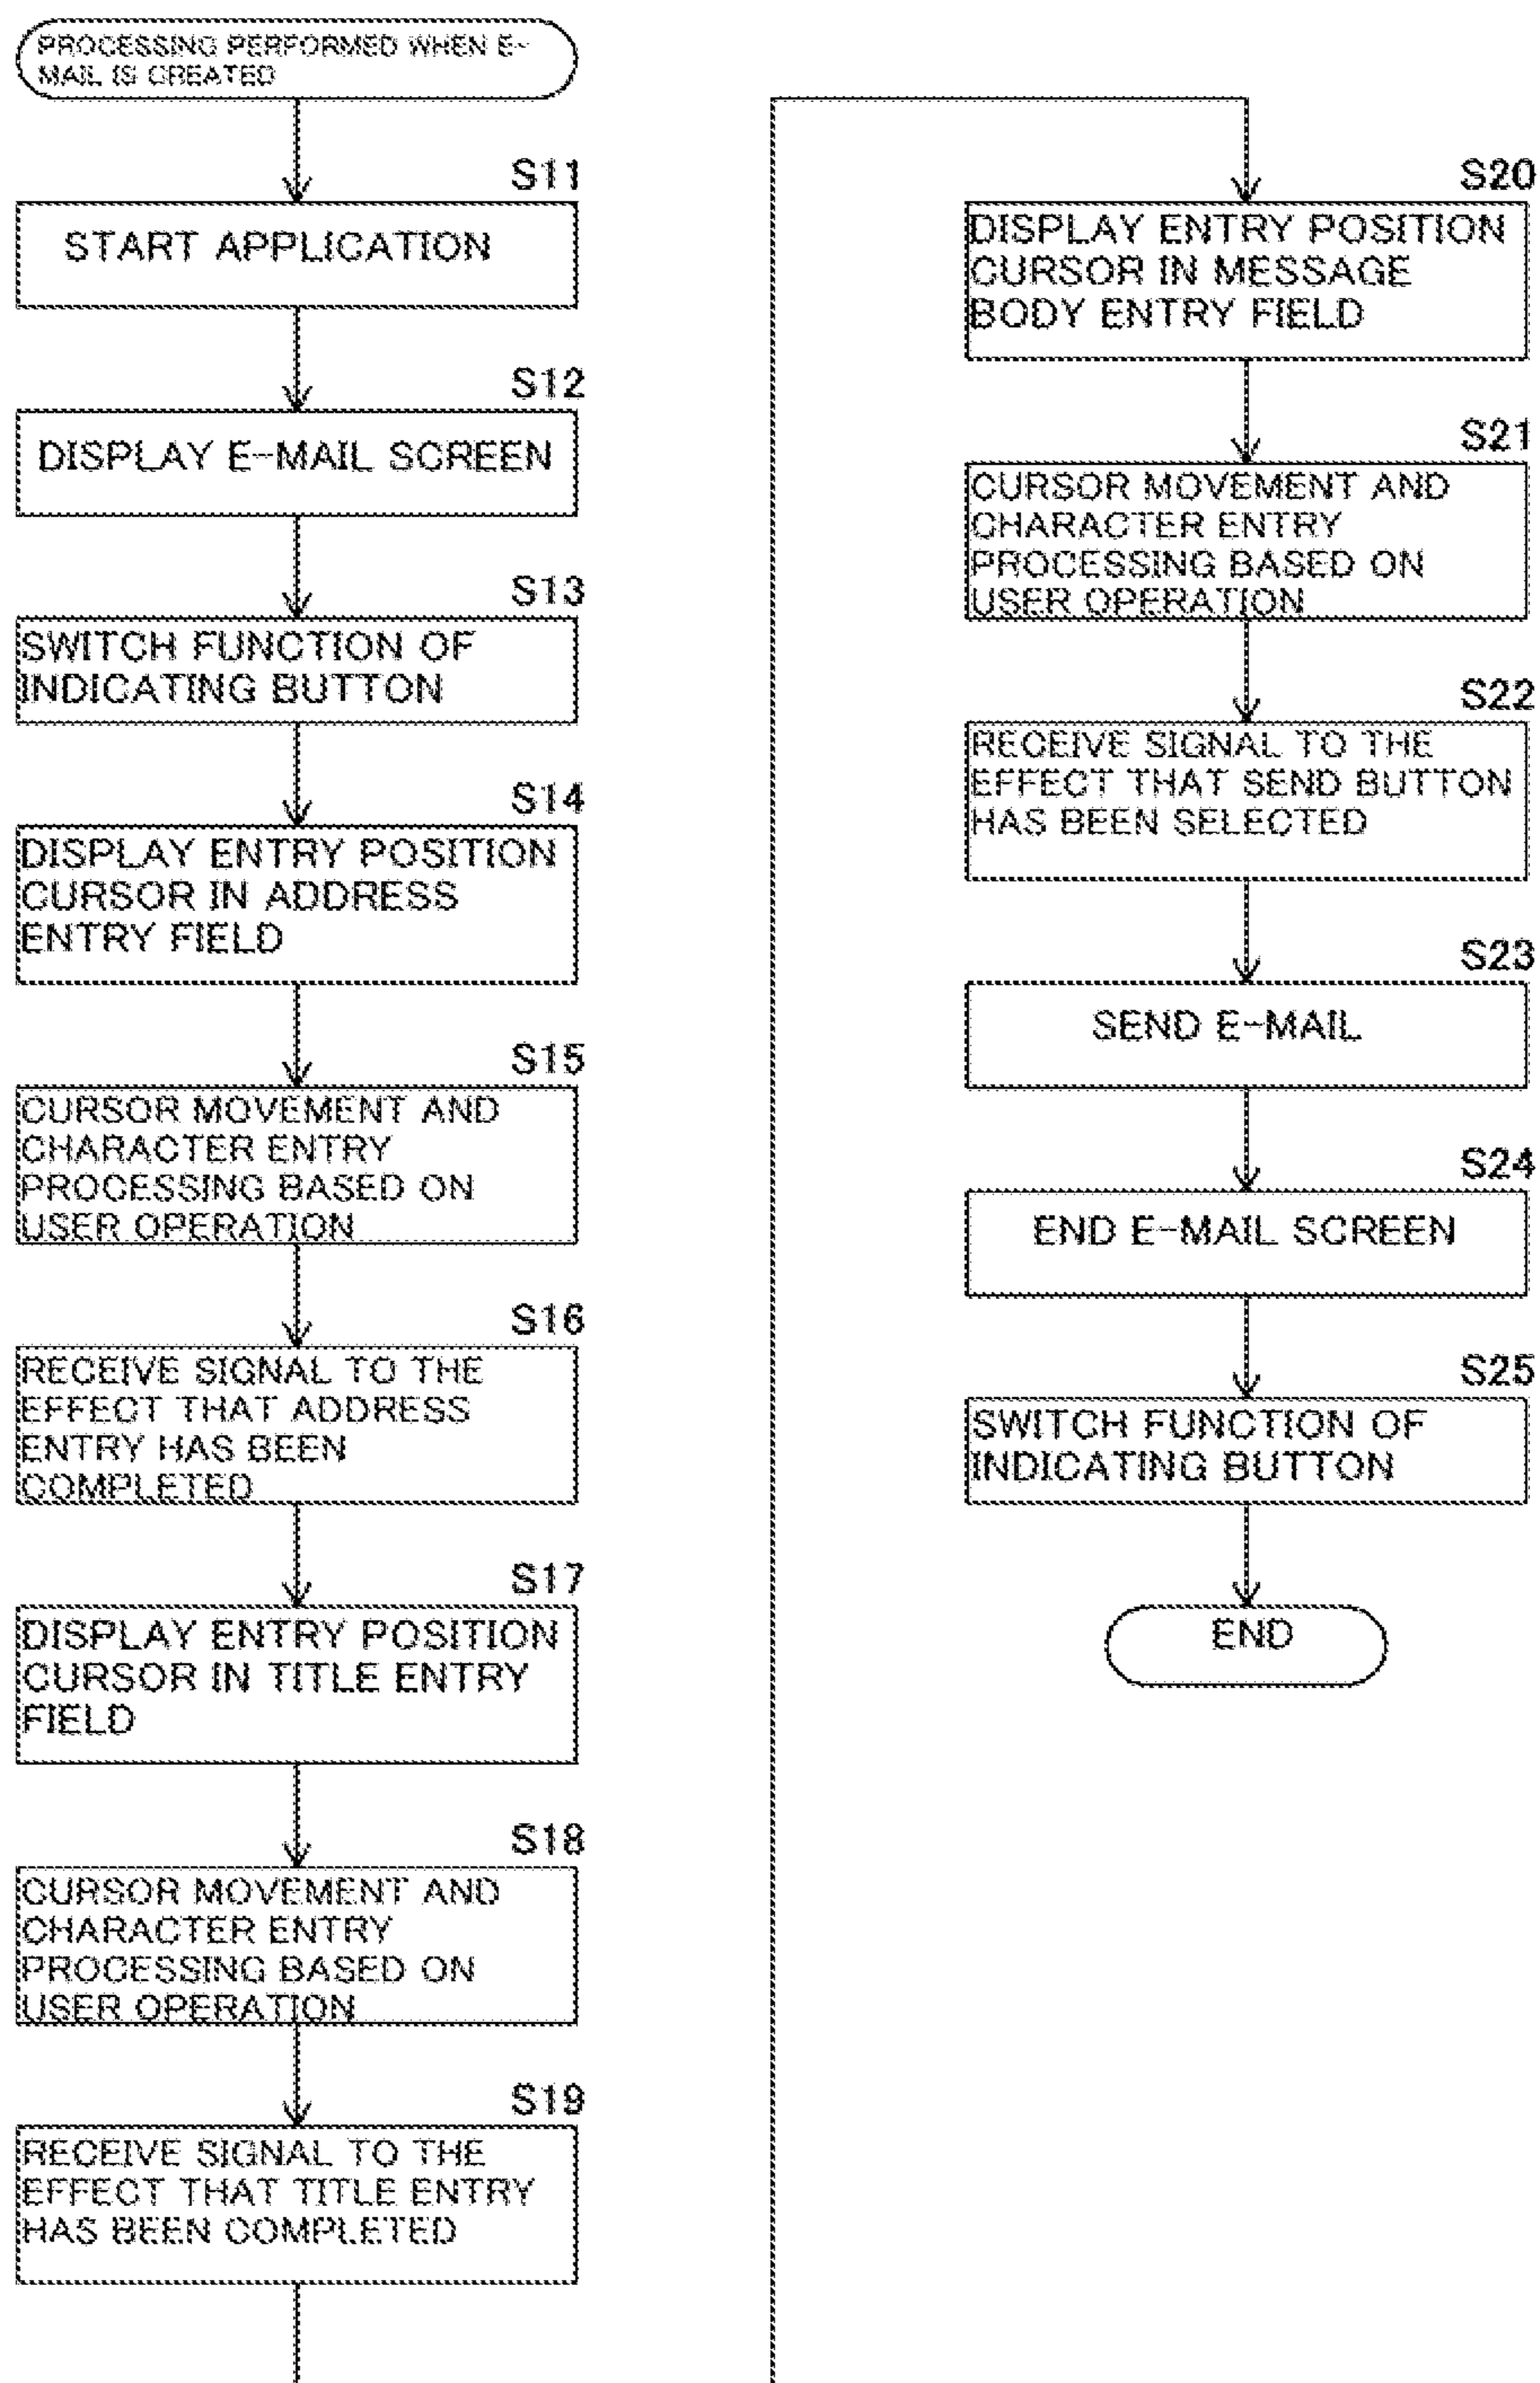 PROCESSING PERFORMED WHEN E-
MAIL IS CREATED
S11
START APPLICATION
S12
DISPLAY E-MAIL SCREEN
S13
SWITCH FUNCTION OF
INDICATING BUTTON
S14
DISPLAY ENTRY POSITION
CURSOR IN ADDRESS
ENTRY FIELD
S15
CURSOR MOVEMENT AND
CHARACTER ENTRY
PROCESSING BASED ON
USER OPERATION
S16
RECEIVE SIGNAL TO THE
EFFECT THAT ADDRESS
ENTRY HAS BEEN
COMPLETED
S17
DISPLAY ENTRY POSITION
CURSOR IN TITLE ENTRY
FIELD
S18
CURSOR MOVEMENT AND
CHARACTER ENTRY
PROCESSING BASED ON
USER OPERATION
S19
RECEIVE SIGNAL TO THE
EFFECT THAT TITLE ENTRY
HAS BEEN COMPLETED
S20
DISPLAY ENTRY POSITION
CURSOR IN MESSAGE
BODY ENTRY FIELD
S21
CURSOR MOVEMENT AND
CHARACTER ENTRY
PROCESSING BASED ON
USER OPERATION
S22
RECEIVE SIGNAL TO THE
EFFECT THAT SEND BUTTON
HAS BEEN SELECTED
S23
SEND E-MAIL
S24
END E-MAIL SCREEN
S25
SWITCH FUNCTION OF
INDICATING BUTTON
END